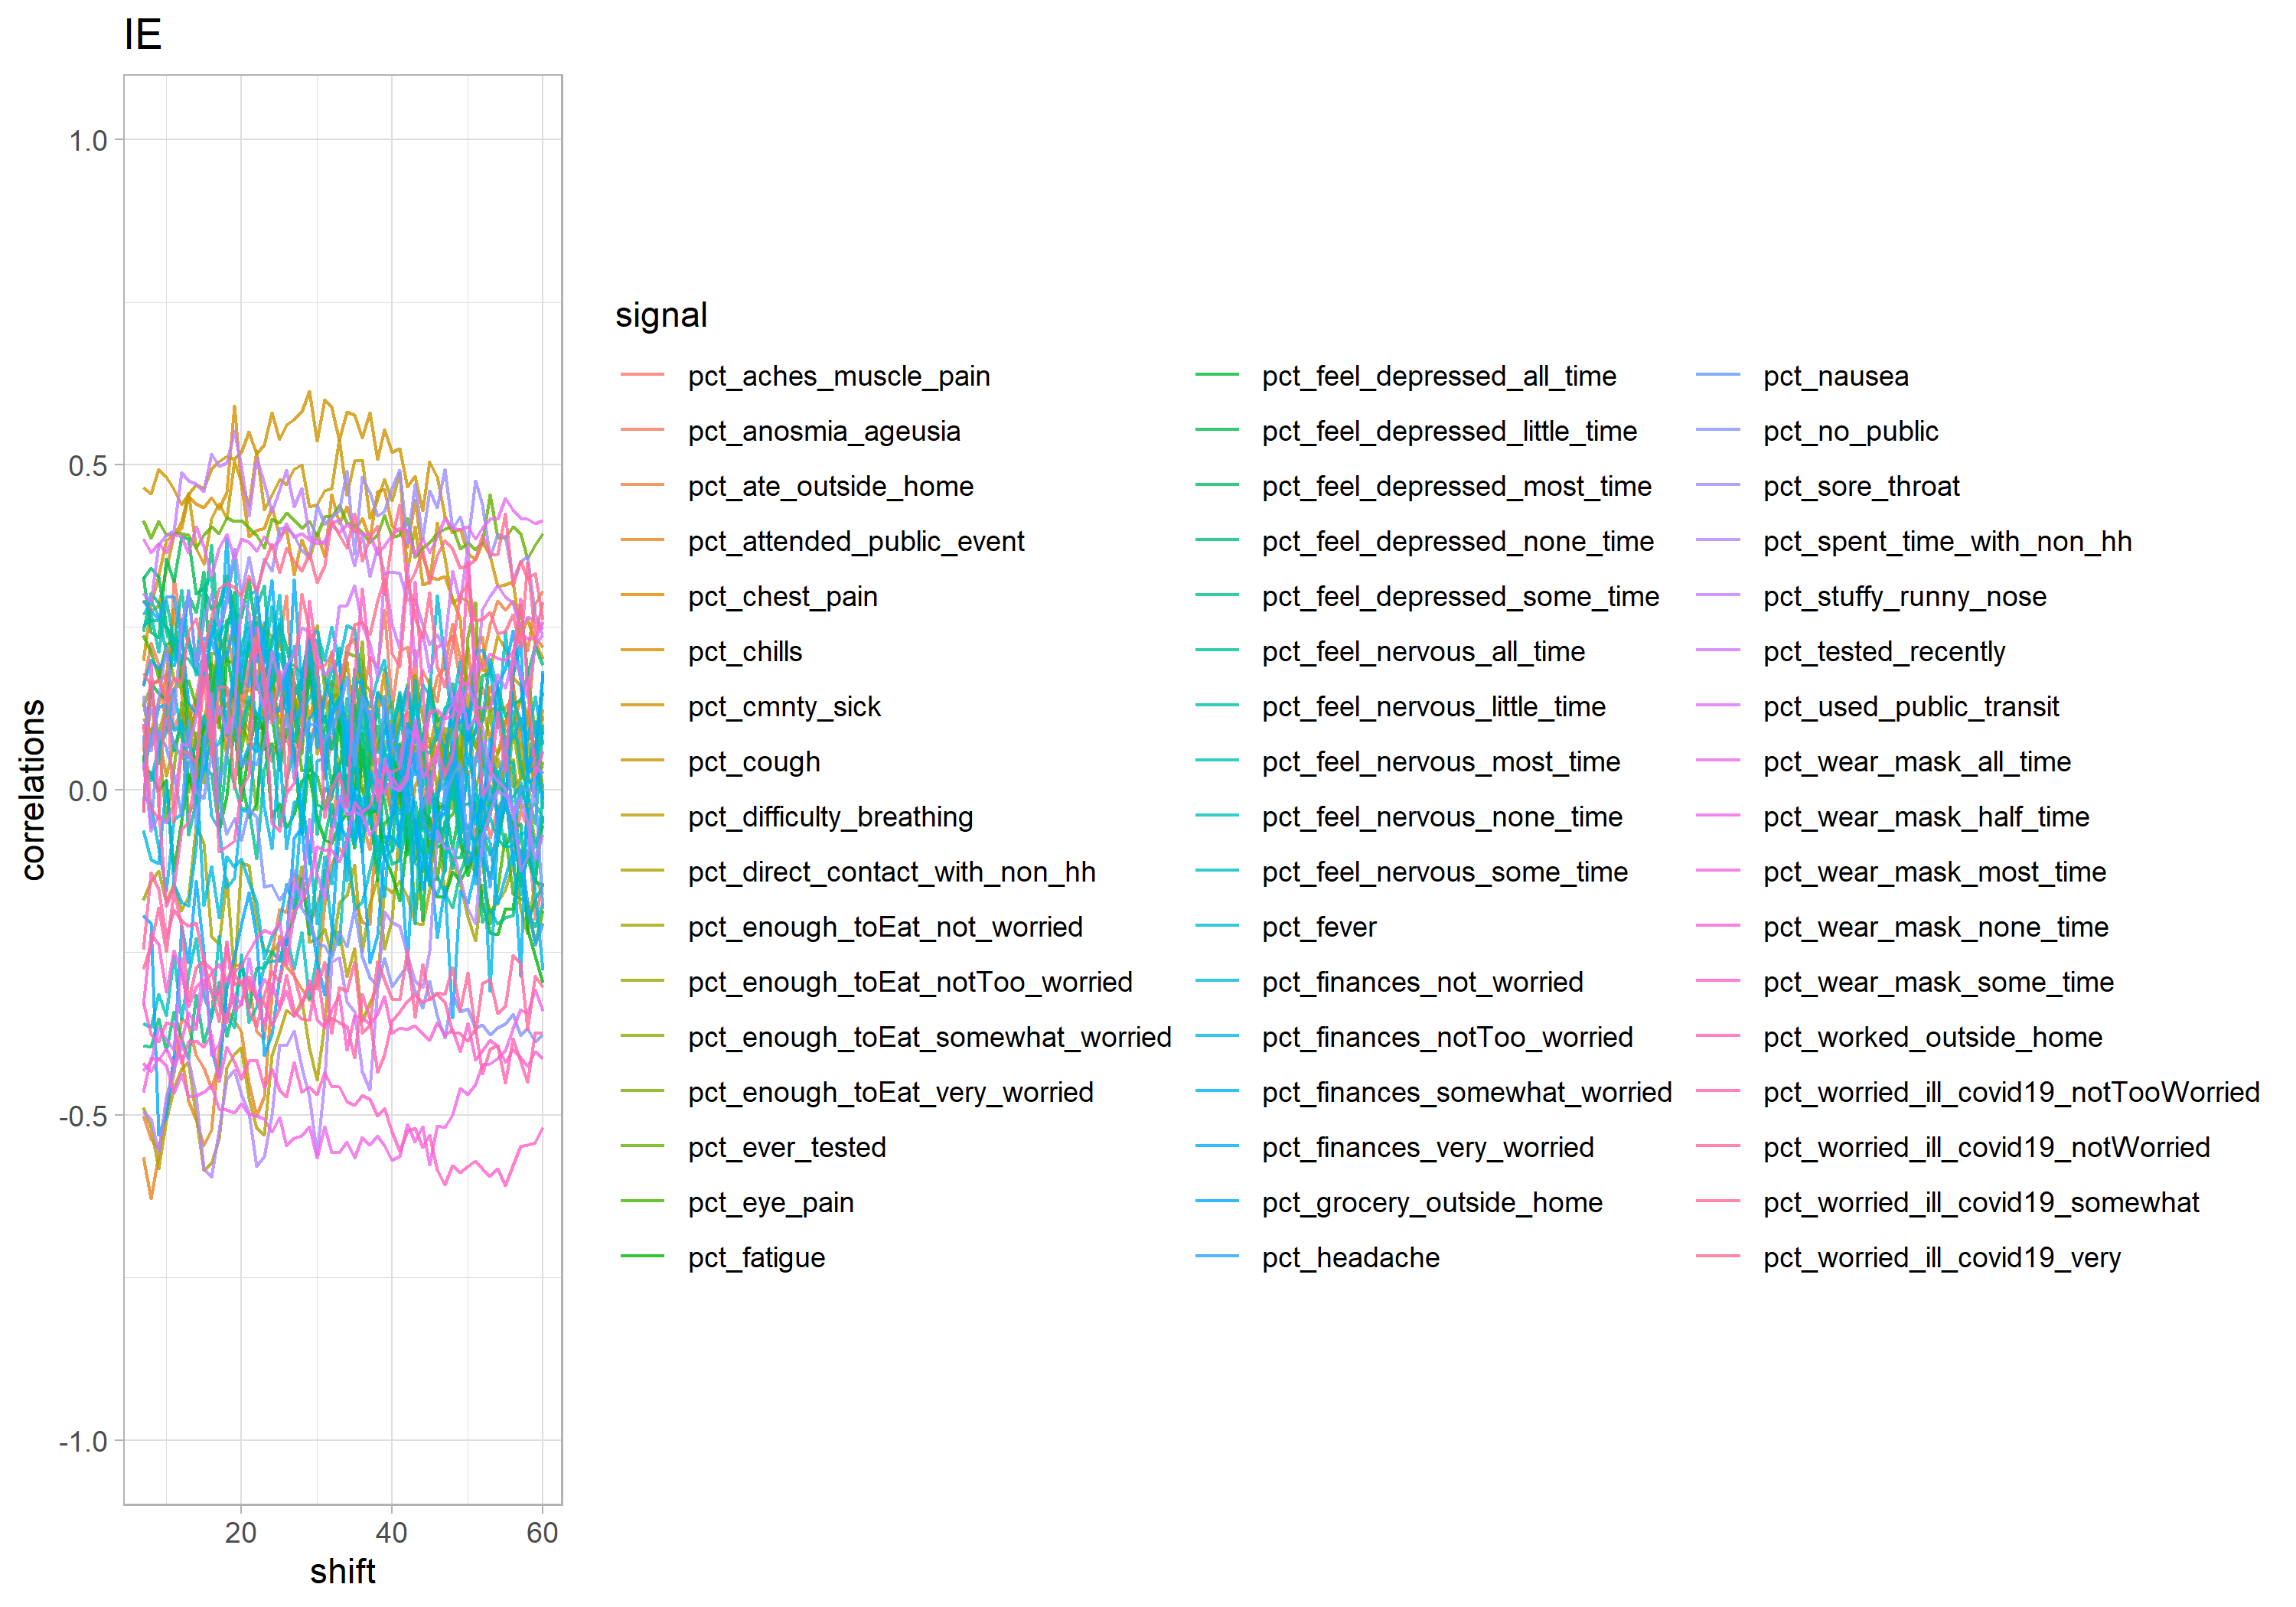 IE
1.0
0.5
0.0
-0.5
-1.0
correlations
20 40 60
shift
signal
pct_aches_muscle_pain
pct_anosmia_ageusia
pct_ate_outside_home
pct_attended_public_event
pct_chest_pain
pct_chills
pct_cmnty_sick
pct_cough
pct_difficulty_breathing
pct_direct_contact_with_non_hh
pct_enough_toEat_not_worried
pct_enough_toEat_notToo_worried
pct_enough_toEat_somewhat_worried
pct_enough_toEat_very_worried
pct_ever_tested
pct_eye_pain
pct_fatigue
pct_feel_depressed_all_time
pct_feel_depressed_little_time
pct_feel_depressed_most_time
pct_feel_depressed_none_time
pct_feel_depressed_some_time
pct_feel_nervous_all_time
pct_feel_nervous_little_time
pct_feel_nervous_most_time
pct_feel_nervous_none_time
pct_feel_nervous_some_time
pct_fever
pct_finances_not_worried
pct_finances_notToo_worried
pct_finances_somewhat_worried
pct_finances_very_worried
pct_grocery_outside_home
pct_headache
pct_nausea
pct_no_public
pct_sore_throat
pct_spent_time_with_non_hh
pct_stuffy_runny_nose
pct_tested_recently
pct_used_public_transit
pct_wear_mask_all_time
pct_wear_mask_half_time
pct_wear_mask_most_time
pct_wear_mask_none_time
pct_wear_mask_some_time
pct_worked_outside_home
pct_worried_ill_covid19_notTooWorried
pct_worried_ill_covid19_notWorried
pct_worried_ill_covid19_somewhat
pct_worried_ill_covid19_very